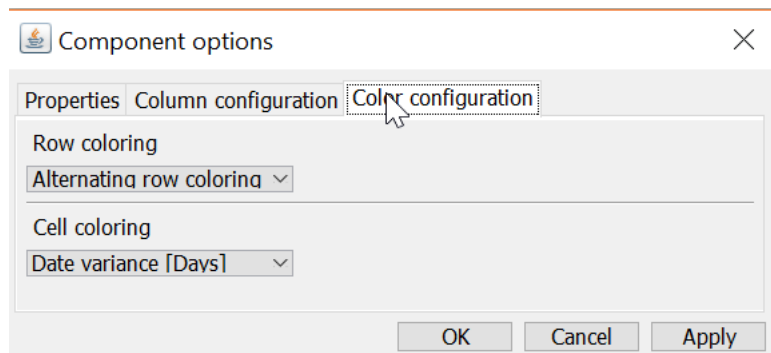 Component options
Properties Column configuration Color configuration
Row coloring
Alternating row coloring
Cell coloring
Date variance [Days]
OK Cancel Apply